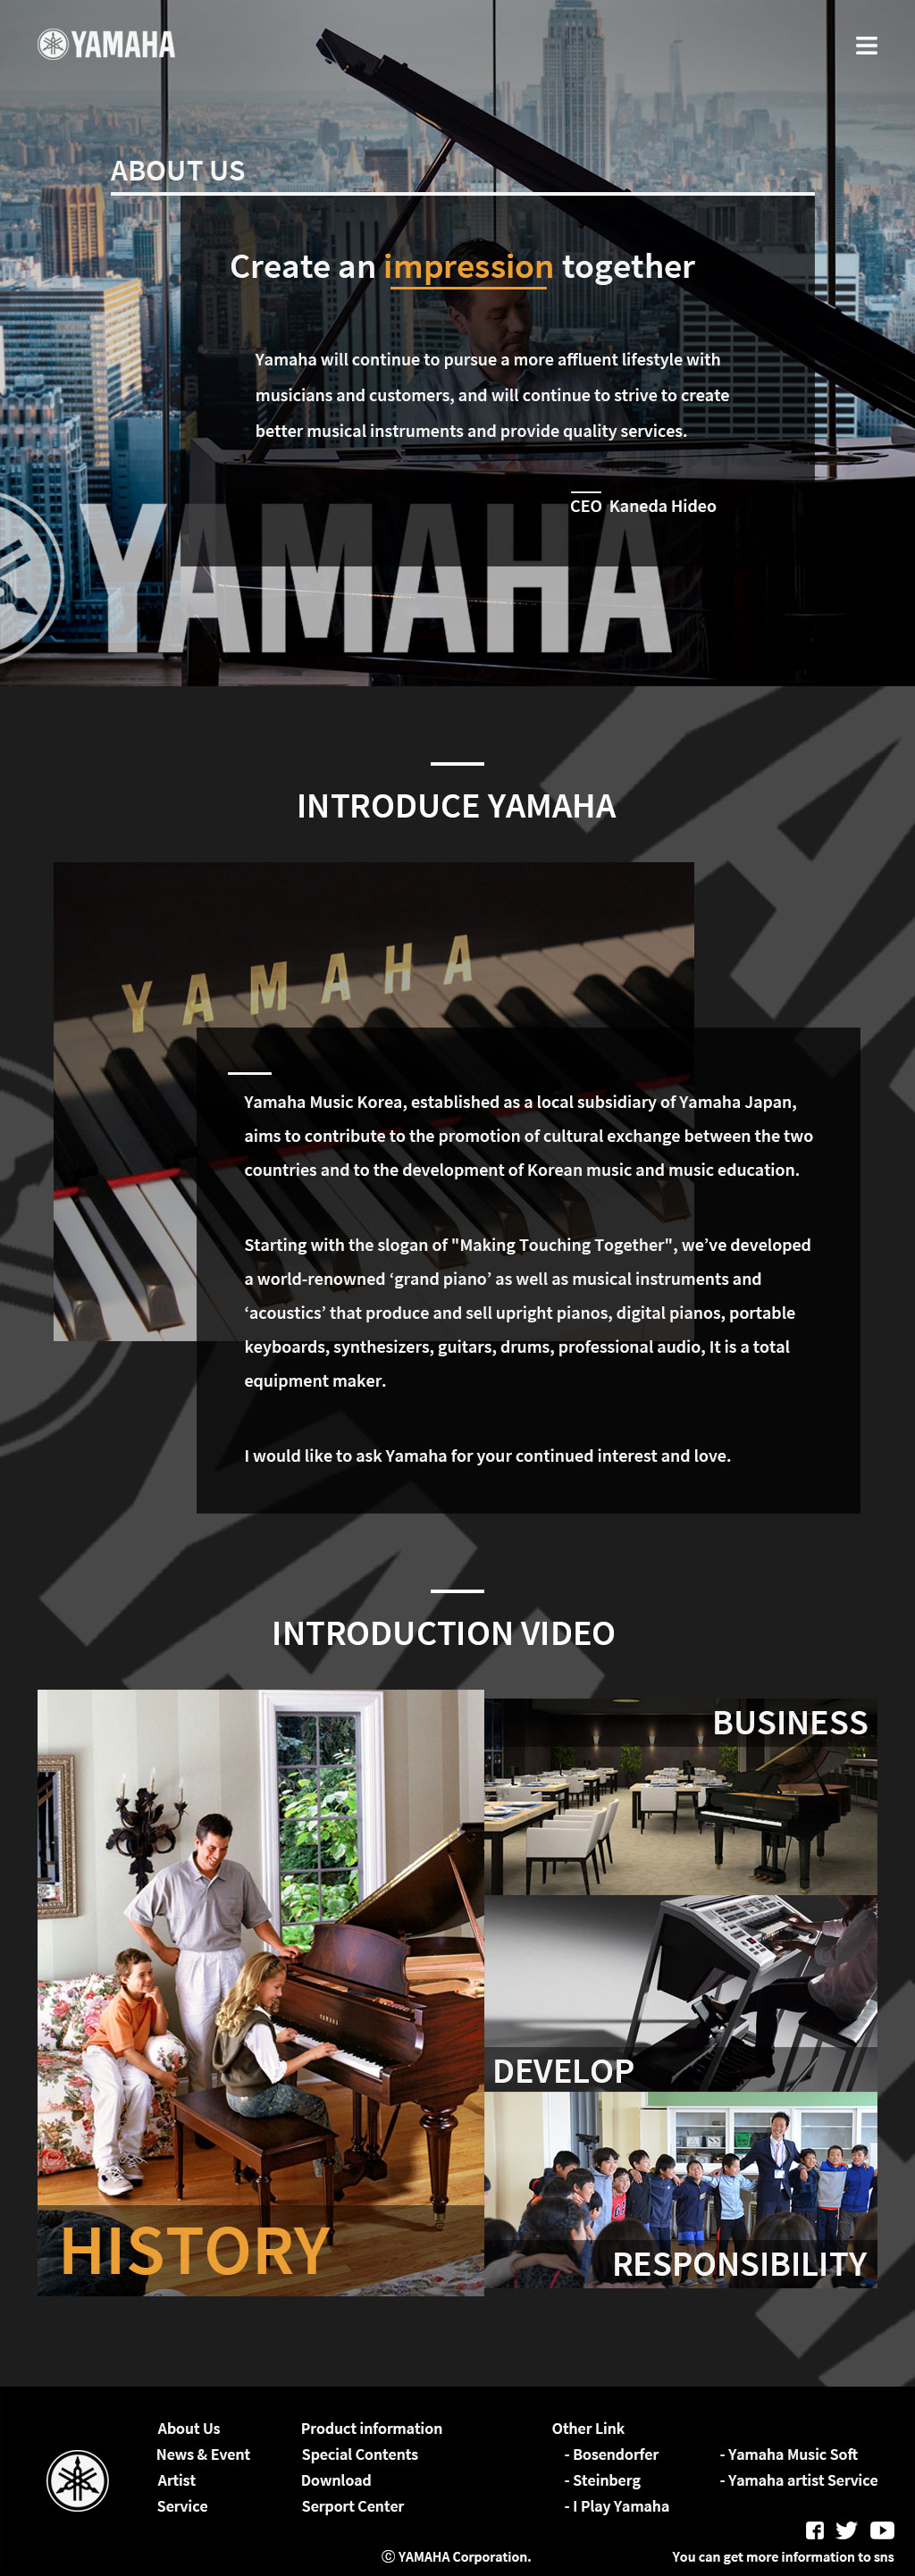 YAMAHA
ABOUT US
Create an impression together
Yamaha will continue to pursue a more affluent lifestyle with
musicians and customers, and will continue to strive to create
better musical instruments and provide quality services.
CEO Kaneda Hideo
YAMAHA
INTRODUCE YAMAHA
YAMAHA
Yamaha Music Korea, established as a local subsidiary of Yamaha Japan,
aims to contribute to the promotion of cultural exchange between the two
countries and to the development of Korean music and music education.
Starting with the slogan of "Making Touching Together", we’ve developed
a world-renowned ‘grand piano’ as well as musical instruments and
‘acoustics’ that produce and sell upright pianos, digital pianos, portable
keyboards, synthesizers, guitars, drums, professional audio, It is a total
equipment maker.
I would like to ask Yamaha for your continued interest and love.
INTRODUCTION VIDEO
BUSINESS
YAMAHA
DEVELOP
HISTORY
RESPONSIBILITY
About Us
News & Event
Artist
Service
Product information
Special Contents
Download
Serport Center
Other Link
- Bosendorfer
- Steinberg
- I Play Yamaha
- Yamaha Music Soft
- Yamaha artist Service
ⓒ YAMAHA Corporation.
You can get more information to sns